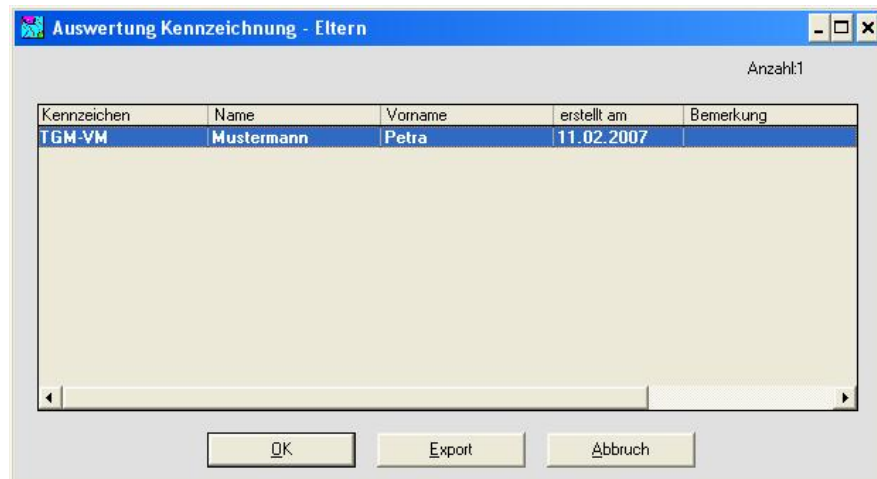 Auswertung Kennzeichnung - Eltern
Anzahl:1
Kennzeichen Name Vorname erstellt am Bemerkung
TGM-VM Mustermann Petra 11.02.2007
OK Export Abbruch